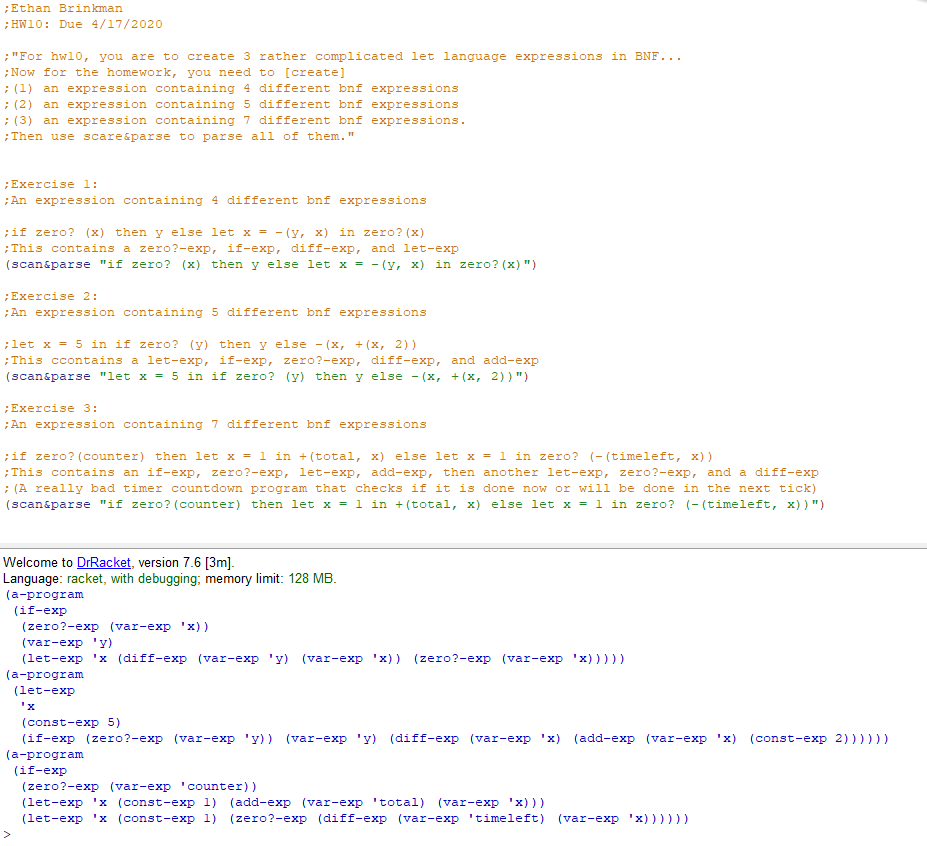 ;Ethan Brinkman
;HW10: Due 4/17/2020
;"For hw10, you are to create 3 rather complicated let language expressions in BNF...
;Now for the homework, you need to [create]
;(1) an expression containing 4 different bnf expressions
;(2) an expression containing 5 different bnf expressions
;(3) an expression containing 7 different bnf expressions.
;Then use scare&parse to parse all of them."
;Exercise 1:
;An expression containing 4 different bnf expressions
;if zero? (x) then y else let x = -(y, x) in zero?(x)
;This contains a zero?-exp, if-exp, diff-exp, and let-exp
(scan&parse "if zero? (x) then y else let x = -(y, x) in zero?(x)")
;Exercise 2:
;An expression containing 5 different bnf expressions
;let x = 5 in if zero? (y) then y else -(x, +(x, 2))
;This ccontains a let-exp, if-exp, zero?-exp, diff-exp, and add-exp
(scan&parse "let x = 5 in if zero? (y) then y else -(x, +(x, 2))")
;Exercise 3:
;An expression containing 7 different bnf expressions
;if zero?(counter) then let x = 1 in +(total, x) else let x = 1 in zero? (-(timeleft, x))
;This contains an if-exp, zero?-exp, let-exp, add-exp, then another let-exp, zero?-exp, and a diff-exp
;(A really bad timer countdown program that checks if it is done now or will be done in the next tick)
(scan&parse "if zero?(counter) then let x = 1 in +(total, x) else let x = 1 in zero? (-(timeleft, x))")
Welcome to DrRacket, version 7.6 [3m].
Language: racket, with debugging; memory limit: 128 MB.
(a-program
(if-exp
(zero?-exp (var-exp 'x))
(var-exp 'y)
(let-exp 'x (diff-exp (var-exp 'y) (var-exp 'x)) (zero?-exp (var-exp 'x)))))
(a-program
(let-exp
'x
(const-exp 5)
(if-exp (zero?-exp (var-exp 'y)) (var-exp 'y) (diff-exp (var-exp 'x) (add-exp (var-exp 'x) (const-exp 2))))))
(a-program
(if-exp
(zero?-exp (var-exp 'counter))
(let-exp 'x (const-exp 1) (add-exp (var-exp 'total) (var-exp 'x)))
(let-exp 'x (const-exp 1) (zero?-exp (diff-exp (var-exp 'timeleft) (var-exp 'x))))))
>